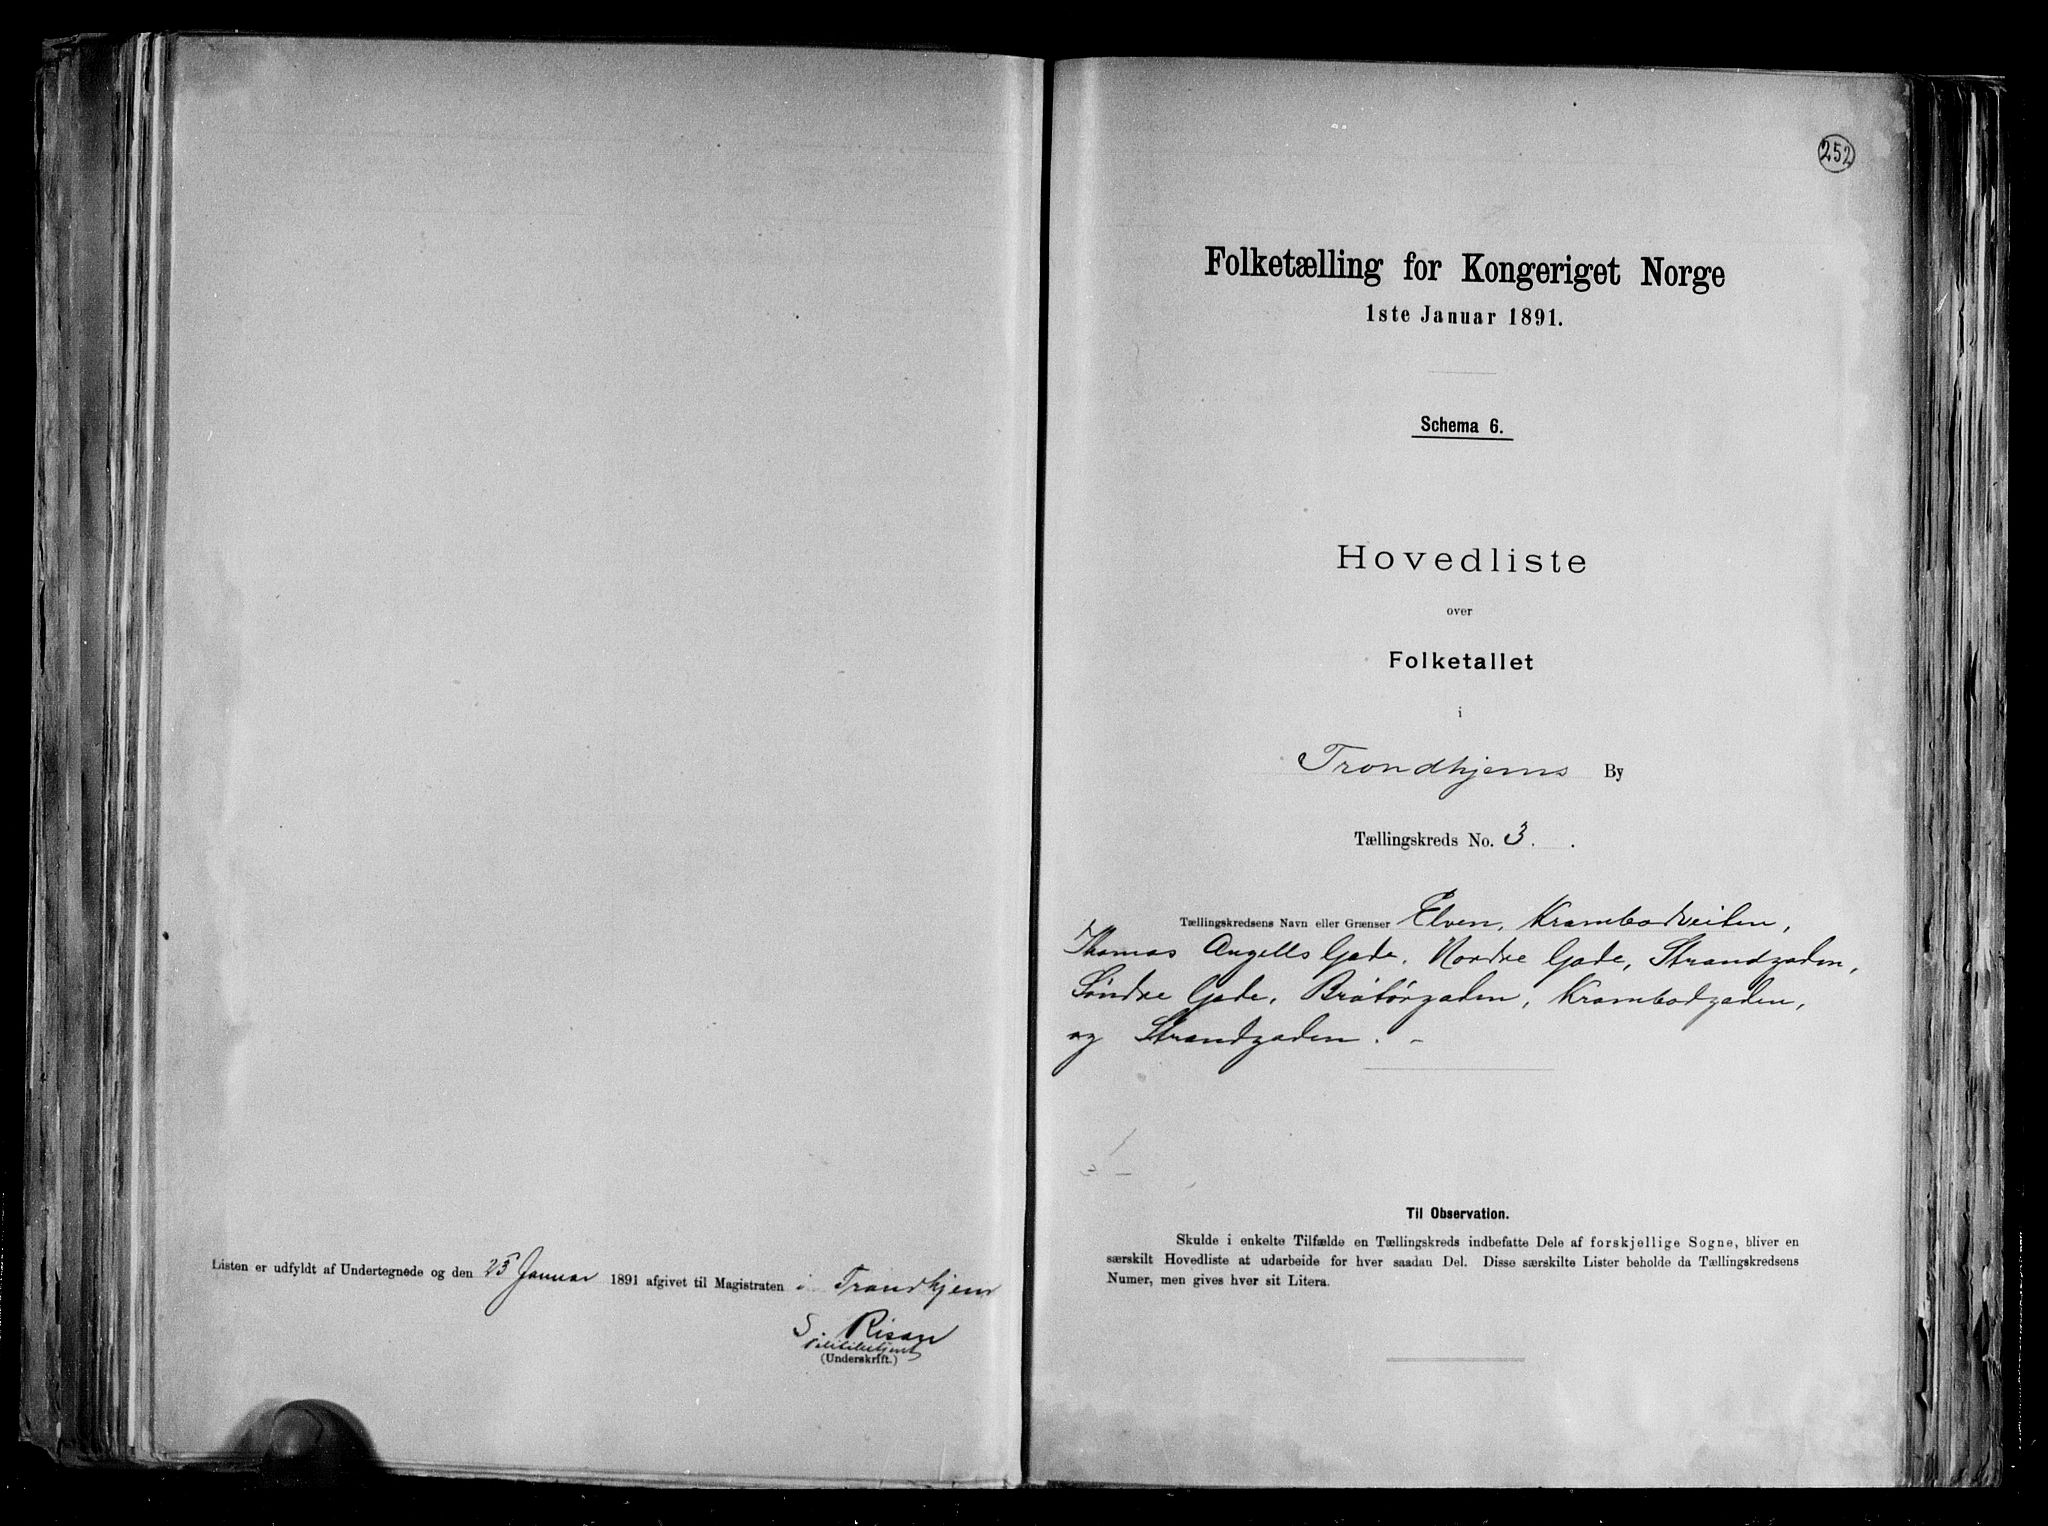 Listen er udfyldt af Undertegnede og den 25 Januar 1891 afgivet til Magistraten i Trondhjem
S Risan
Politibetjent
(Underskrift.)
252
Folketælling for Kongeriget Norge
1ste Januar 1891.
Schema 6.
Hovedliste
over
Folketallet
i
Trondhjems By
Tællingskreds No. 3.
Tællingskredsens Navn eller Grænser Elven, Krambodveiten,
Thomas Angells Gade, Nordre Gade, Strandgaden,
Søndre Gade, Bratørgaden, Krambodgaden,
og Strandgaden. -
Til Observation.
Skulde i enkelte Tilfælde en Tællingskreds indbefatte Dele af forskjellige Sogne, bliver en
særskilt Hovedliste at udarbeide for hver saadan Del. Disse særskilte Lister beholde da Tællingskredsens
Numer, men gives hver sit Litera.